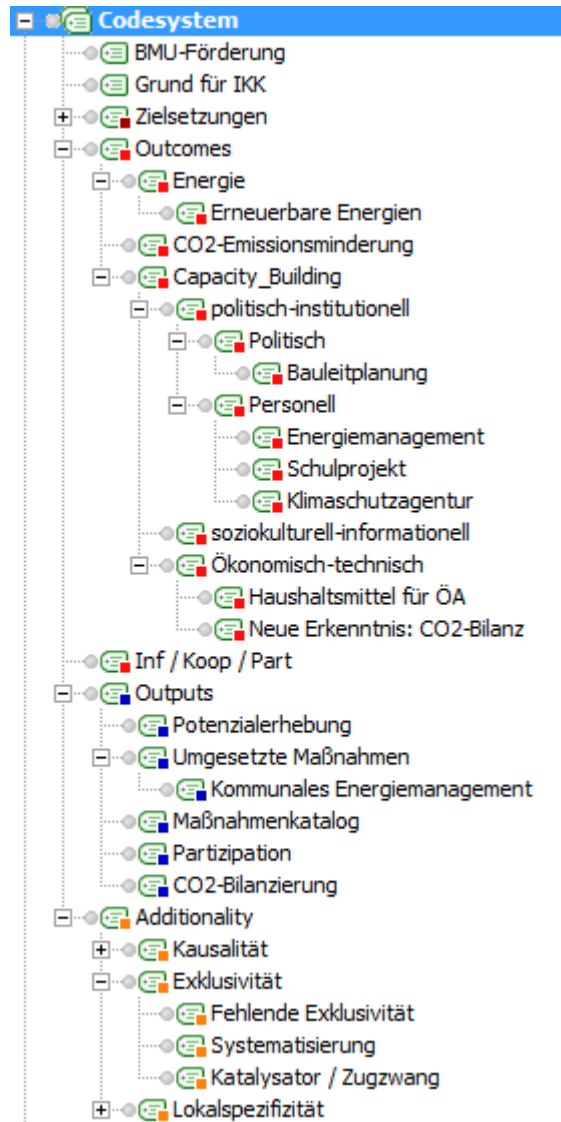 Codesystem
BMU-Förderung
Grund für IKK
Zielsetzungen
Outcomes
Energie
Erneuerbare Energien
CO2-Emissionsminderung
Capacity_Building
politisch-institutionell
Politisch
Bauleitplanung
Personell
Energiemanagement
Schulprojekt
Klimaschutzagentur
soziokulturell-informationell
Ökonomisch-technisch
Haushaltsmittel für ÖA
Neue Erkenntnis: CO2-Bilanz
Inf / Koop / Part
Outputs
Potenzialerhebung
Umgesetzte Maßnahmen
Kommunales Energiemanagement
Maßnahmenkatalog
Partizipation
CO2-Bilanzierung
Additionality
Kausalität
Exklusivität
Fehlende Exklusivität
Systematisierung
Katalysator / Zugzwang
Lokalspezifizität